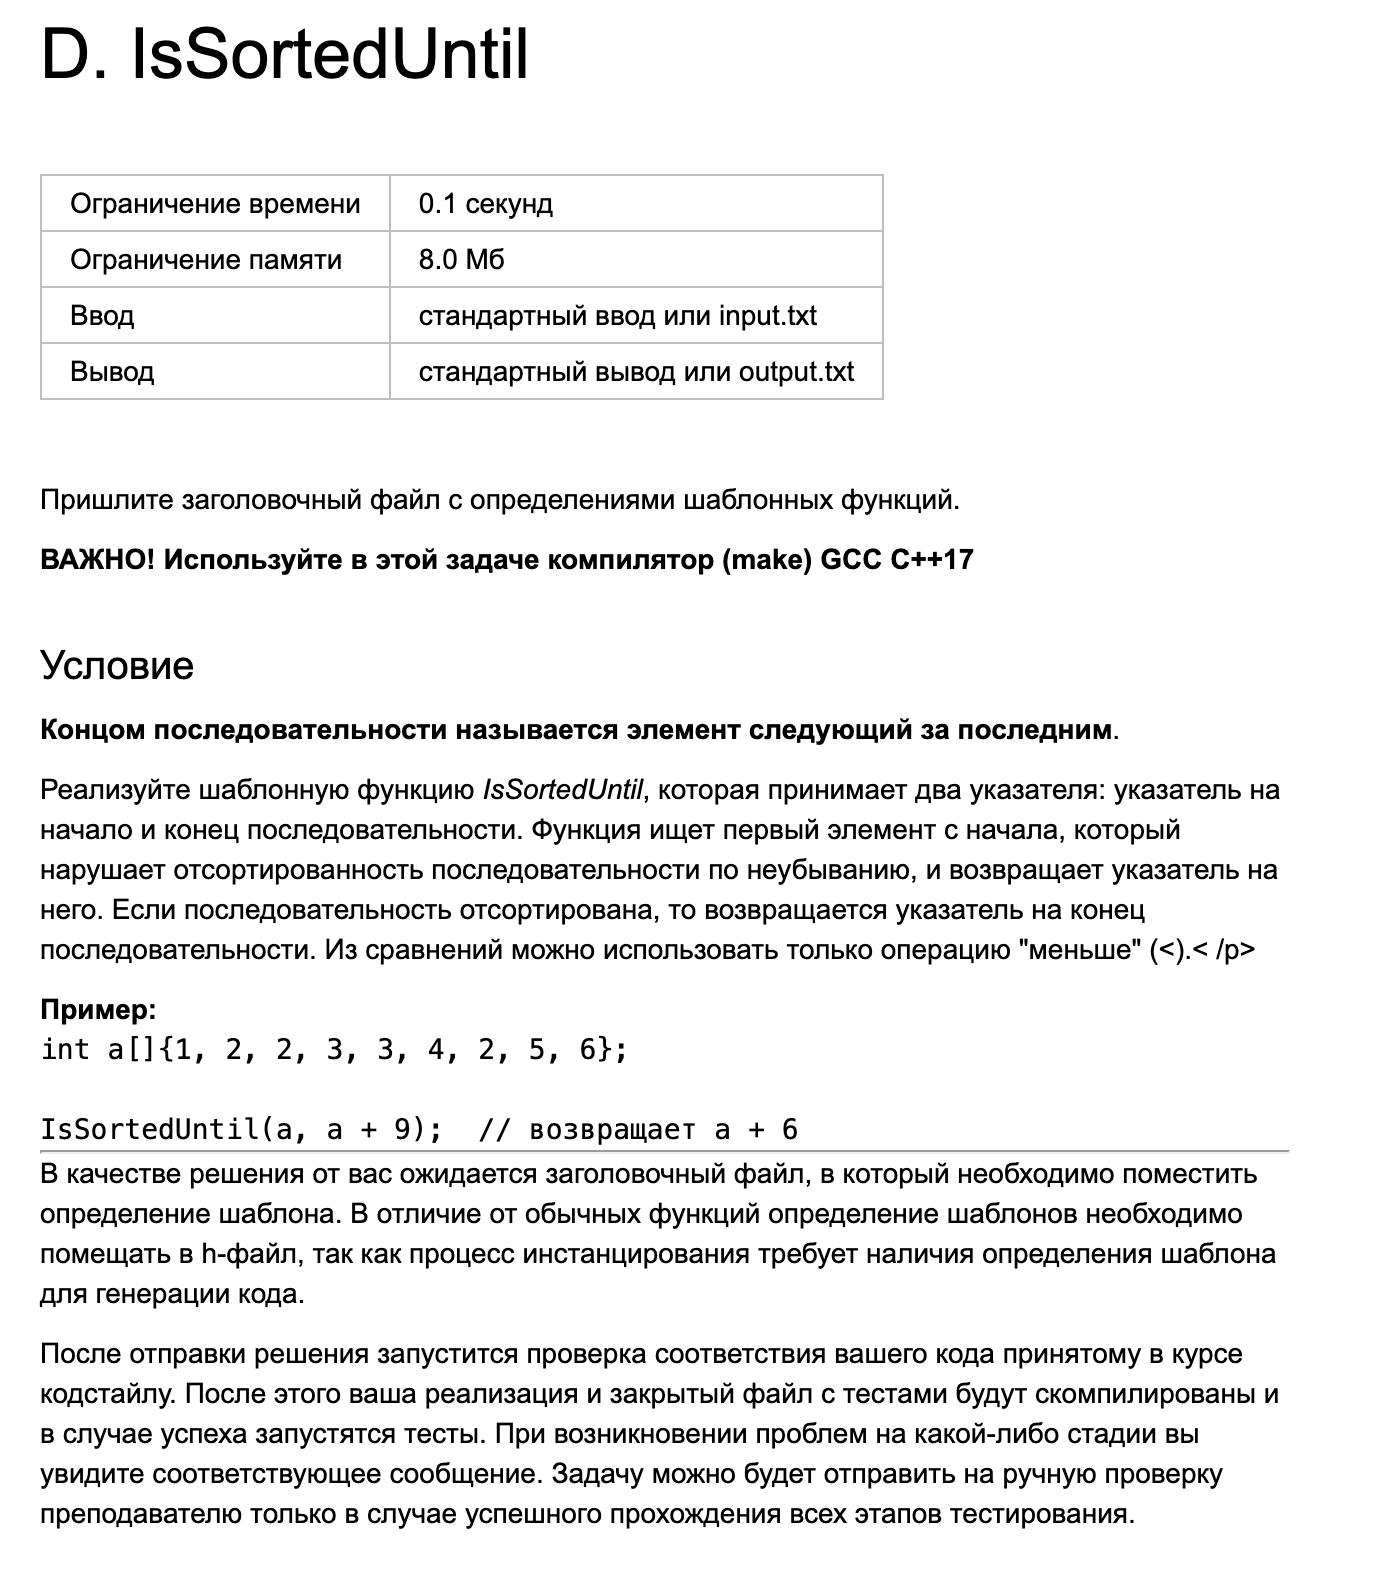 D. IsSortedUntil
Ограничение времени 0.1 секунд
Ограничение памяти 8.0 Мб
Ввод стандартный ввод или input.txt
Вывод стандартный вывод или output.txt
Пришлите заголовочный файл с определениями шаблонных функций.
ВАЖНО! Используйте в этой задаче компилятор (make) GCC C++17
Условие
Концом последовательности называется элемент следующий за последним.
Реализуйте шаблонную функцию IsSortedUntil, которая принимает два указателя: указатель на
начало и конец последовательности. Функция ищет первый элемент с начала, который
нарушает отсортированность последовательности по неубыванию, и возвращает указатель на
него. Если последовательность отсортирована, то возвращается указатель на конец
последовательности. Из сравнений можно использовать только операцию "меньше" (<).< /p>
Пример:
int a[]{1, 2, 2, 3, 3, 4, 2, 5, 6};
IsSortedUntil(a, a + 9);  // возвращает a + 6
В качестве решения от вас ожидается заголовочный файл, в который необходимо поместить
определение шаблона. В отличие от обычных функций определение шаблонов необходимо
помещать в h-файл, так как процесс инстанцирования требует наличия определения шаблона
для генерации кода.
После отправки решения запустится проверка соответствия вашего кода принятому в курсе
кодстайлу. После этого ваша реализация и закрытый файл с тестами будут скомпилированы и
в случае успеха запустятся тесты. При возникновении проблем на какой-либо стадии вы
увидите соответствующее сообщение. Задачу можно будет отправить на ручную проверку
преподавателю только в случае успешного прохождения всех этапов тестирования.